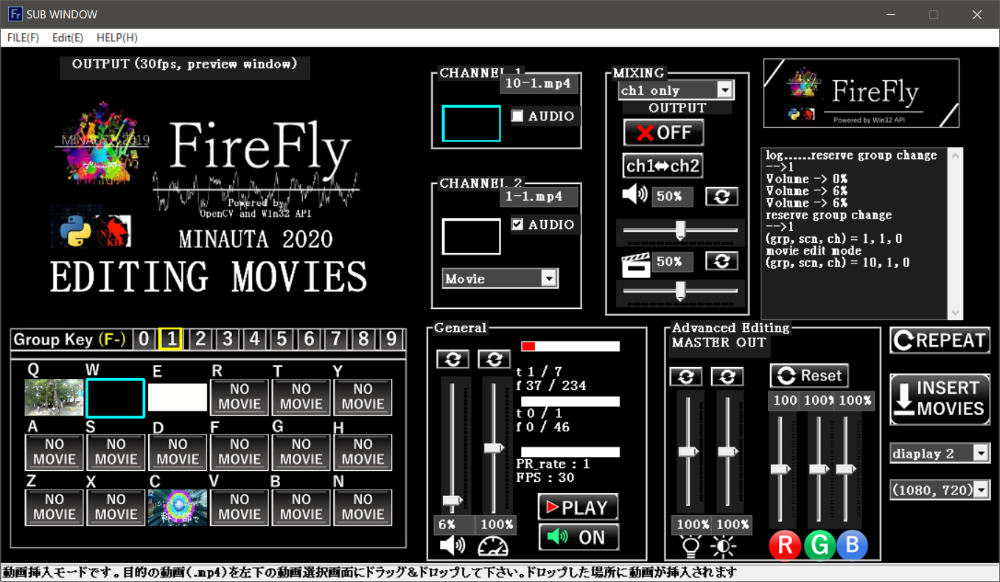 Fr SUB WINDOW
FILE(F) Edit(E) HELP(H)
OUTPUT (30fps, preview window)
MINAUTA 2019
FireFly
Powered by
OpenCV and WIn32 API
MINAUTA 2020
EDITING MOVIES
CHANNEL 1
10-1.mp4
AUDIO
CHANNEL 2
1-1.mp4
AUDIO
Movie
MIXING
ch1 only
OUTPUT
OFF
ch1⇔ch2
50%
50%
FireFly
Powered by Win32 API
log......reserve group change
-->1
Volume -> 0%
Volume -> 6%
Volume -> 6%
reserve group change
-->1
(grp, scn, ch) = 1, 1, 0
movie edit mode
(grp, scn, ch) = 10, 1, 0
Group Key (F-) 0 1 2 3 4 5 6 7 8 9
Q W E R T Y
NO MOVIE NO MOVIE NO MOVIE
A S D F G H
NO MOVIE NO MOVIE NO MOVIE NO MOVIE NO MOVIE NO MOVIE
Z X C V B N
NO MOVIE NO MOVIE NO MOVIE NO MOVIE NO MOVIE
General
t 1 / 7
f 37 / 234
t 0 / 1
f 0 / 46
PR_rate : 1
FPS : 30
PLAY
ON
6% 100%
Advanced Editing
MASTER OUT
Reset
100 100% 100%
100% 100%
R G B
REPEAT
INSERT
MOVIES
diaplay 2
(1080, 720)
動画挿入モードです。目的の動画(.mp4)を左下の動画選択画面にドラッグ&ドロップして下さい。ドロップした場所に動画が挿入されます